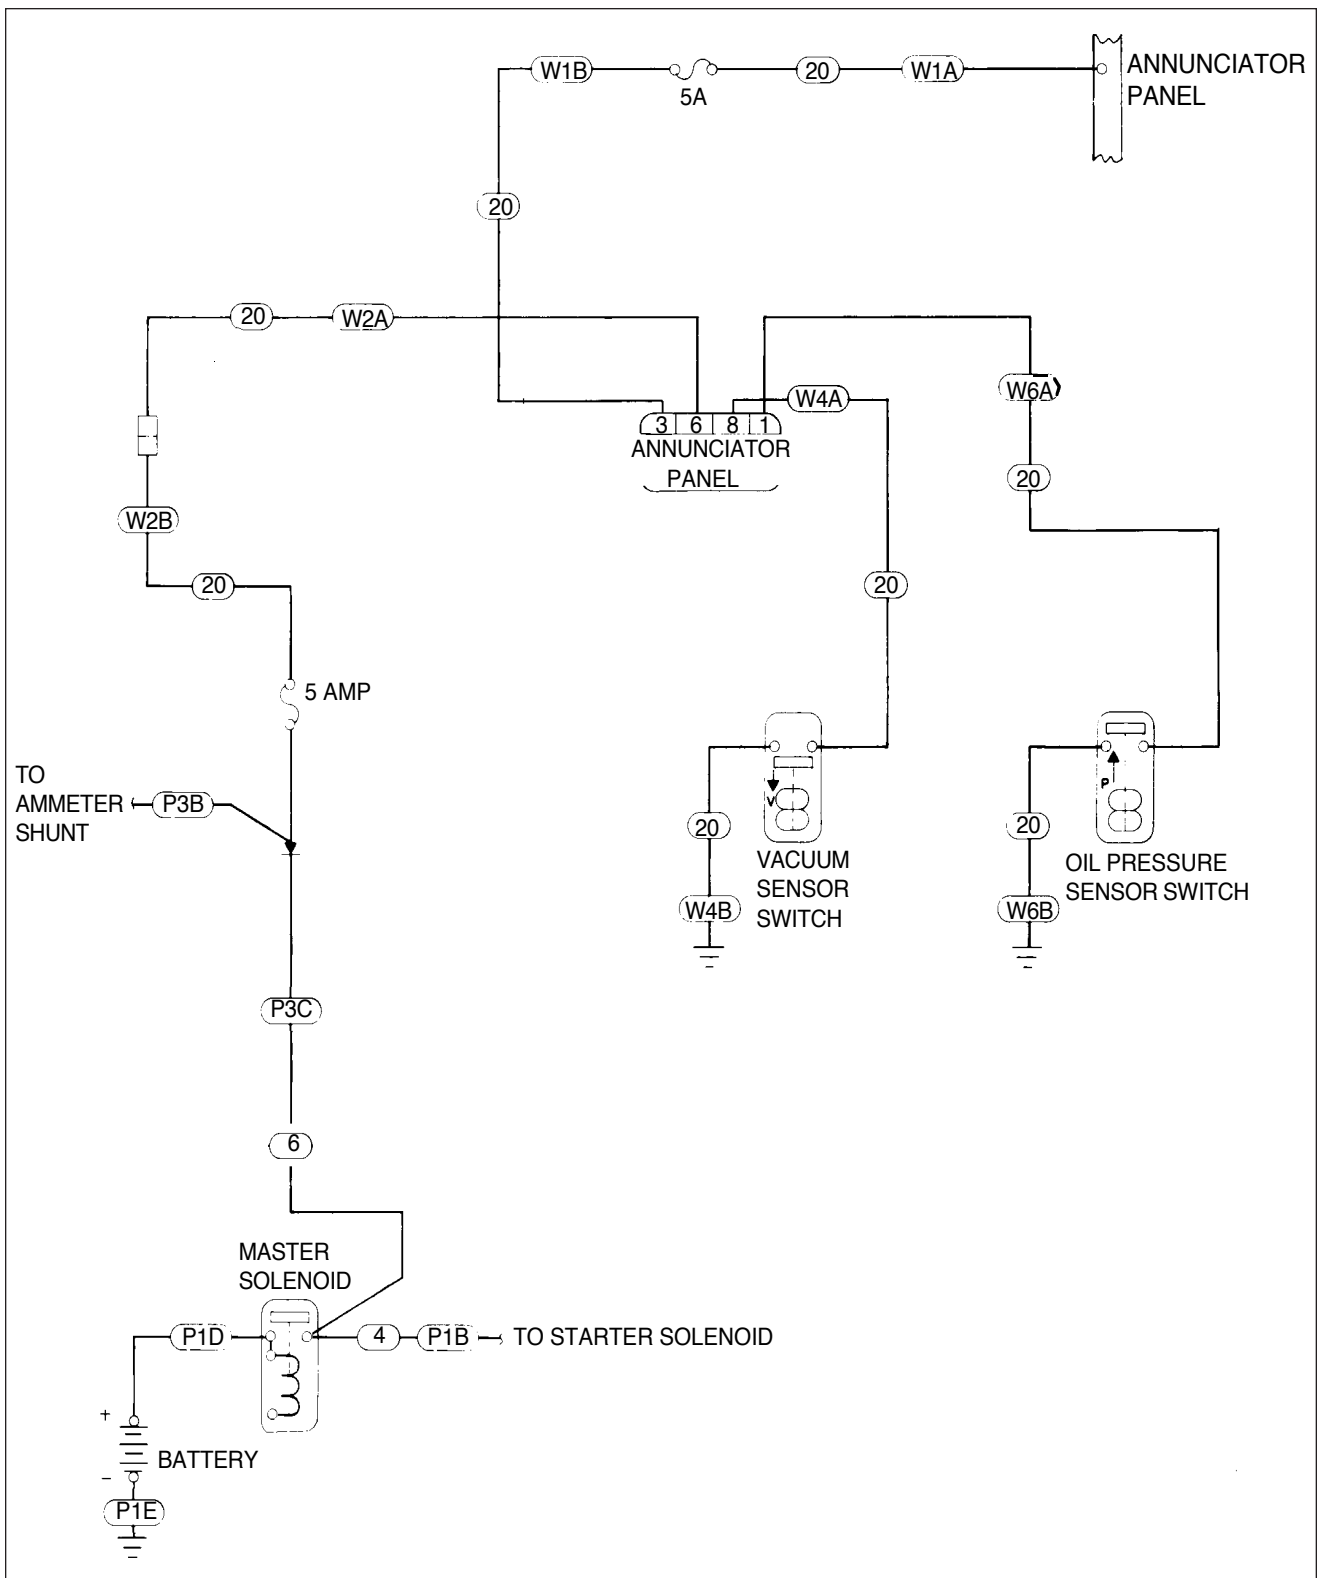 W1B
20
W1A
5A
ANNUNCIATOR
PANEL
20
20
W2A
W4A
W6A
3 6 8 1
ANNUNCIATOR
PANEL
20
W2B
20
20
5 AMP
TO
AMMETER
SHUNT
P3B
V
P
20
20
VACUUM
SENSOR
SWITCH
OIL PRESSURE
SENSOR SWITCH
W4B
W6B
P3C
6
MASTER
SOLENOID
P1D
4
P1B
TO STARTER SOLENOID
+
BATTERY
–
P1E